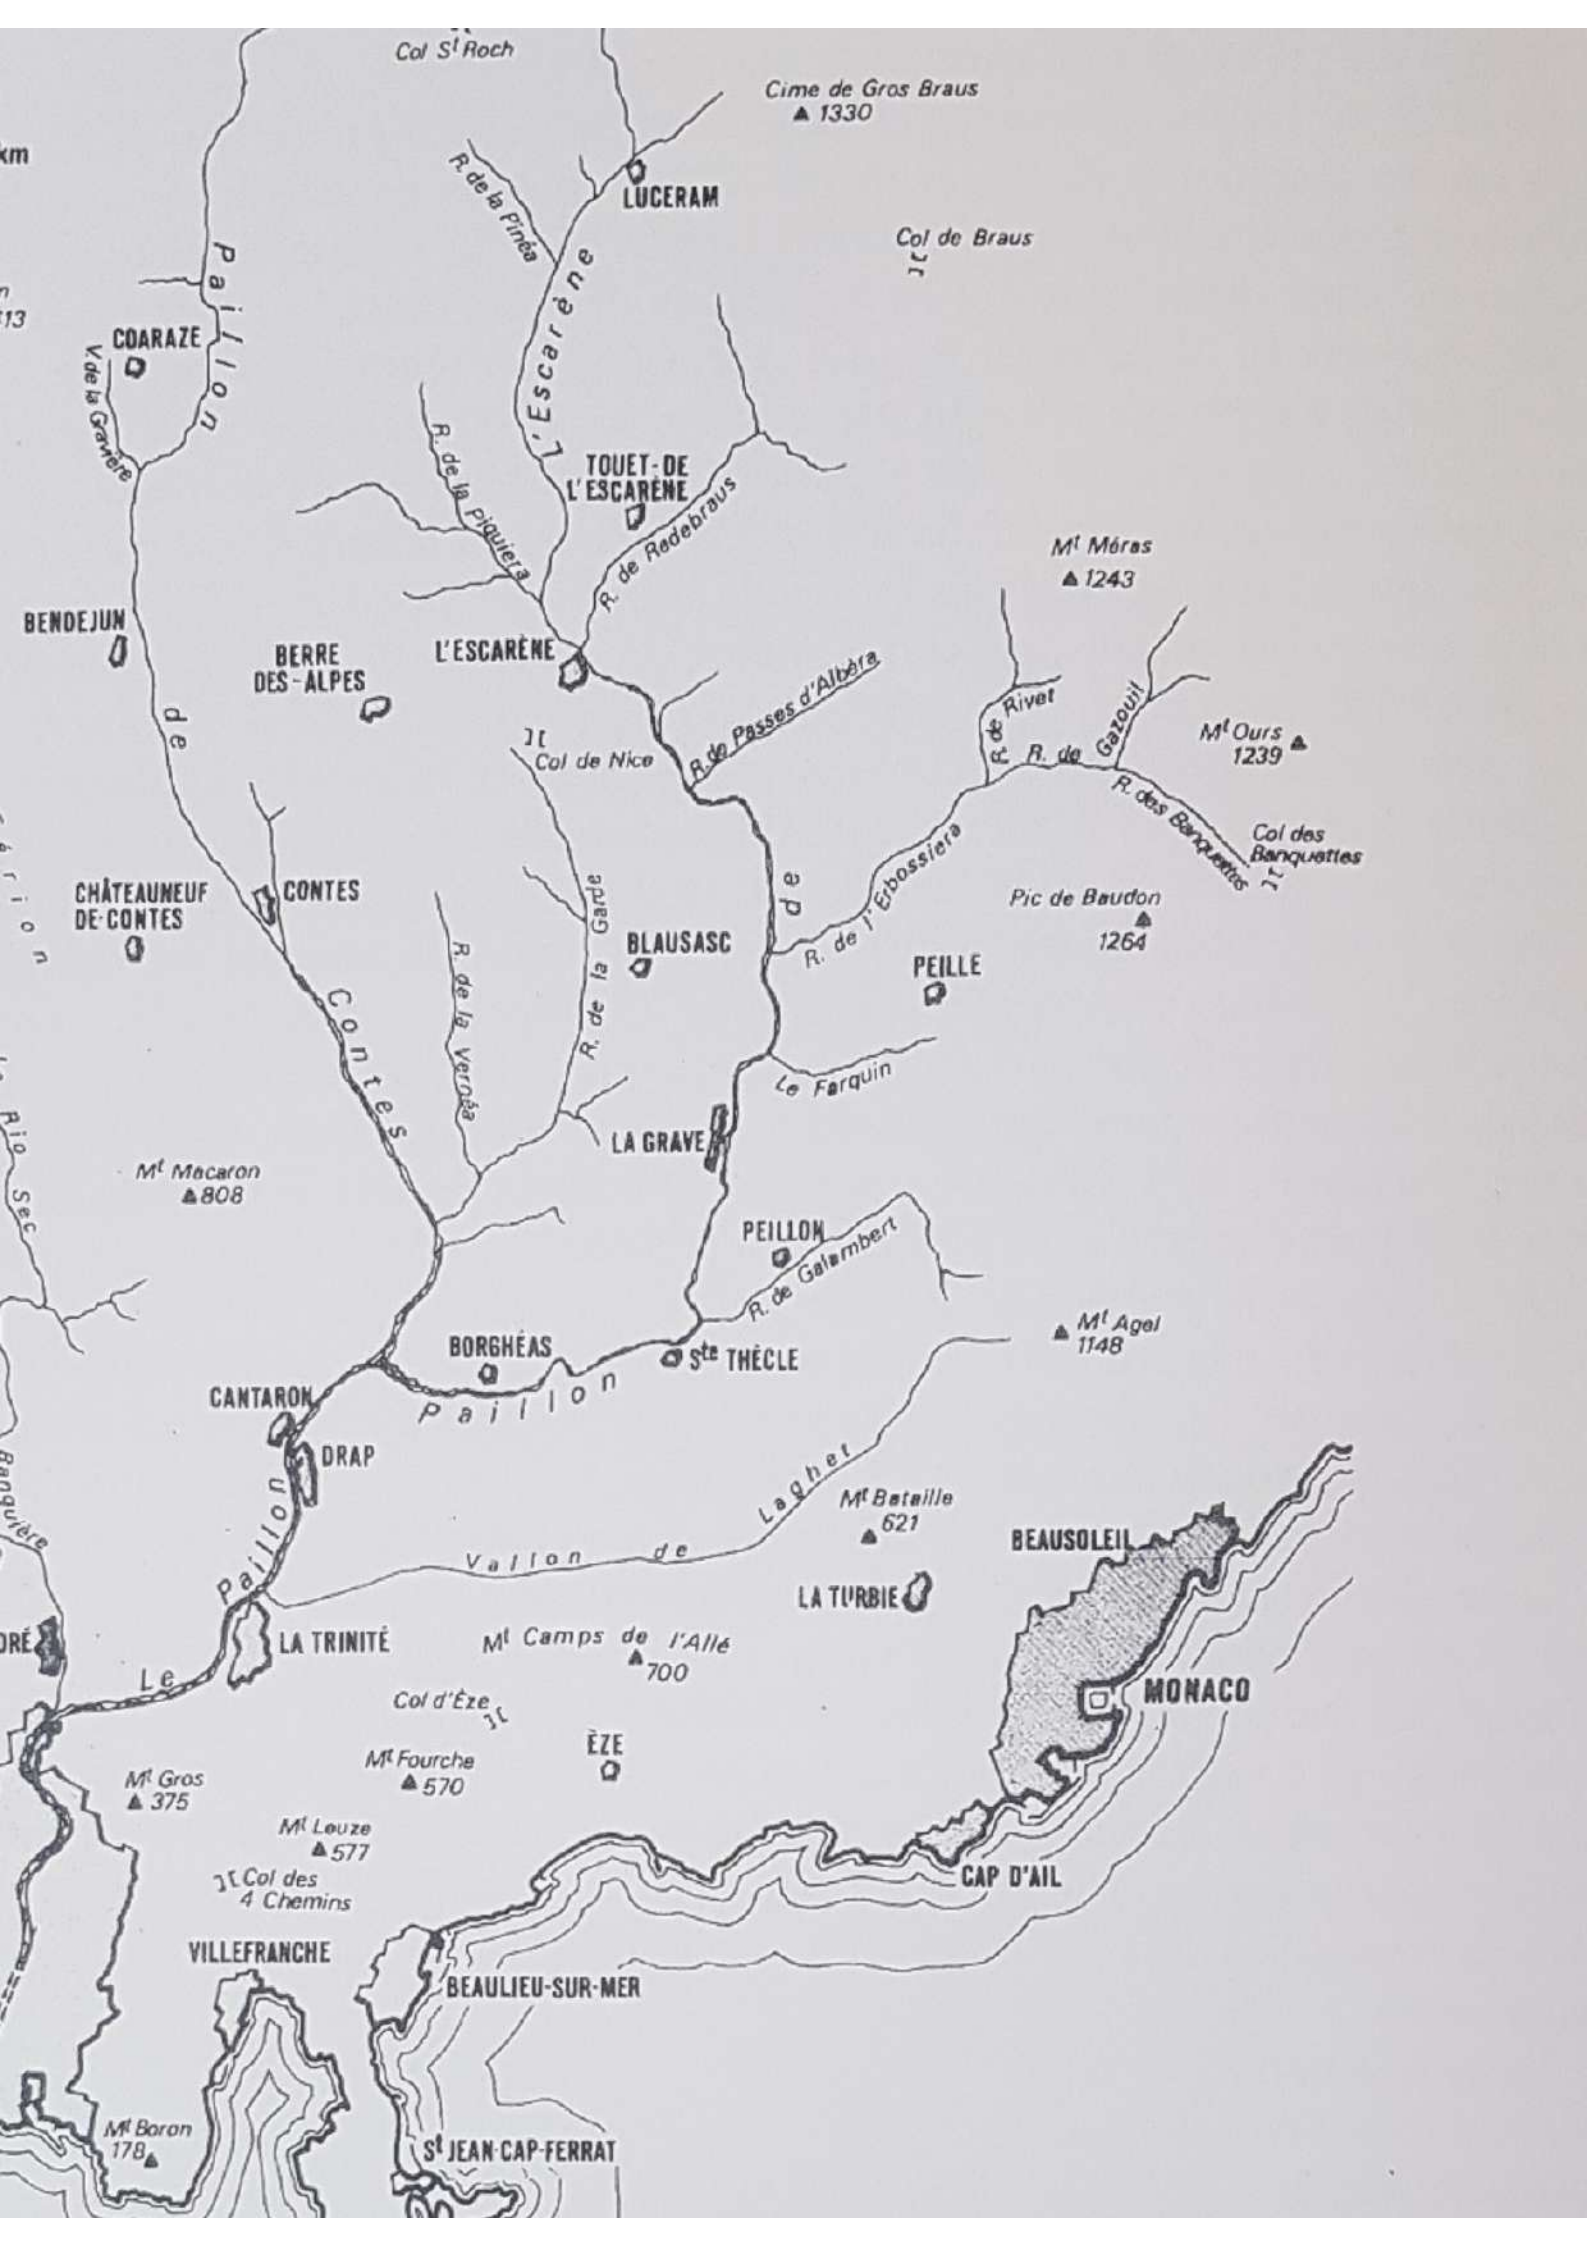 Col St Roch
Cime de Gros Braus
1330
km
R. de la Pinéa
LUCERAM
Col de Braus
Paillon
13
COARAZE
V. de la Gravière
L'Escarène
R. de la Piquiera
TOUET-DE
L'ESCARÈNE
R. de Redebraus
Mt Méras
1243
BENDEJUN
BERRE
DES-ALPES
L'ESCARÈNE
R. de Passes d'Albéra
R. de Rivet
R. de Gazouil
Mt Ours
1239
de
Col de Nice
R. des Banquettes
Col des
Banquettes
CHÂTEAUNEUF
DE-CONTES
CONTES
R. de la Garde
BLAUSASC
de
R. de l'Erbossiera
Pic de Baudon
1264
PEILLE
Contes
R. de la Vernéa
Le Farquin
LA GRAVE
Rio Sec
Mt Macaron
808
PEILLON
R. de Galambert
Mt Agel
1148
BORGHÉAS
Ste THÈCLE
Paillon
CANTARON
DRAP
Banquière
Paillon
Vallon de Laghet
Mt Bataille
621
BEAUSOLEIL
LA TURBIE
DRÉ
LA TRINITÉ
Mt Camps de l'Allé
700
Le
Col d'Èze
MONACO
Mt Gros
375
Mt Fourche
570
ÈZE
Mt Leuze
577
Col des
4 Chemins
CAP D'AIL
VILLEFRANCHE
BEAULIEU-SUR-MER
Mt Boron
178
St JEAN-CAP-FERRAT